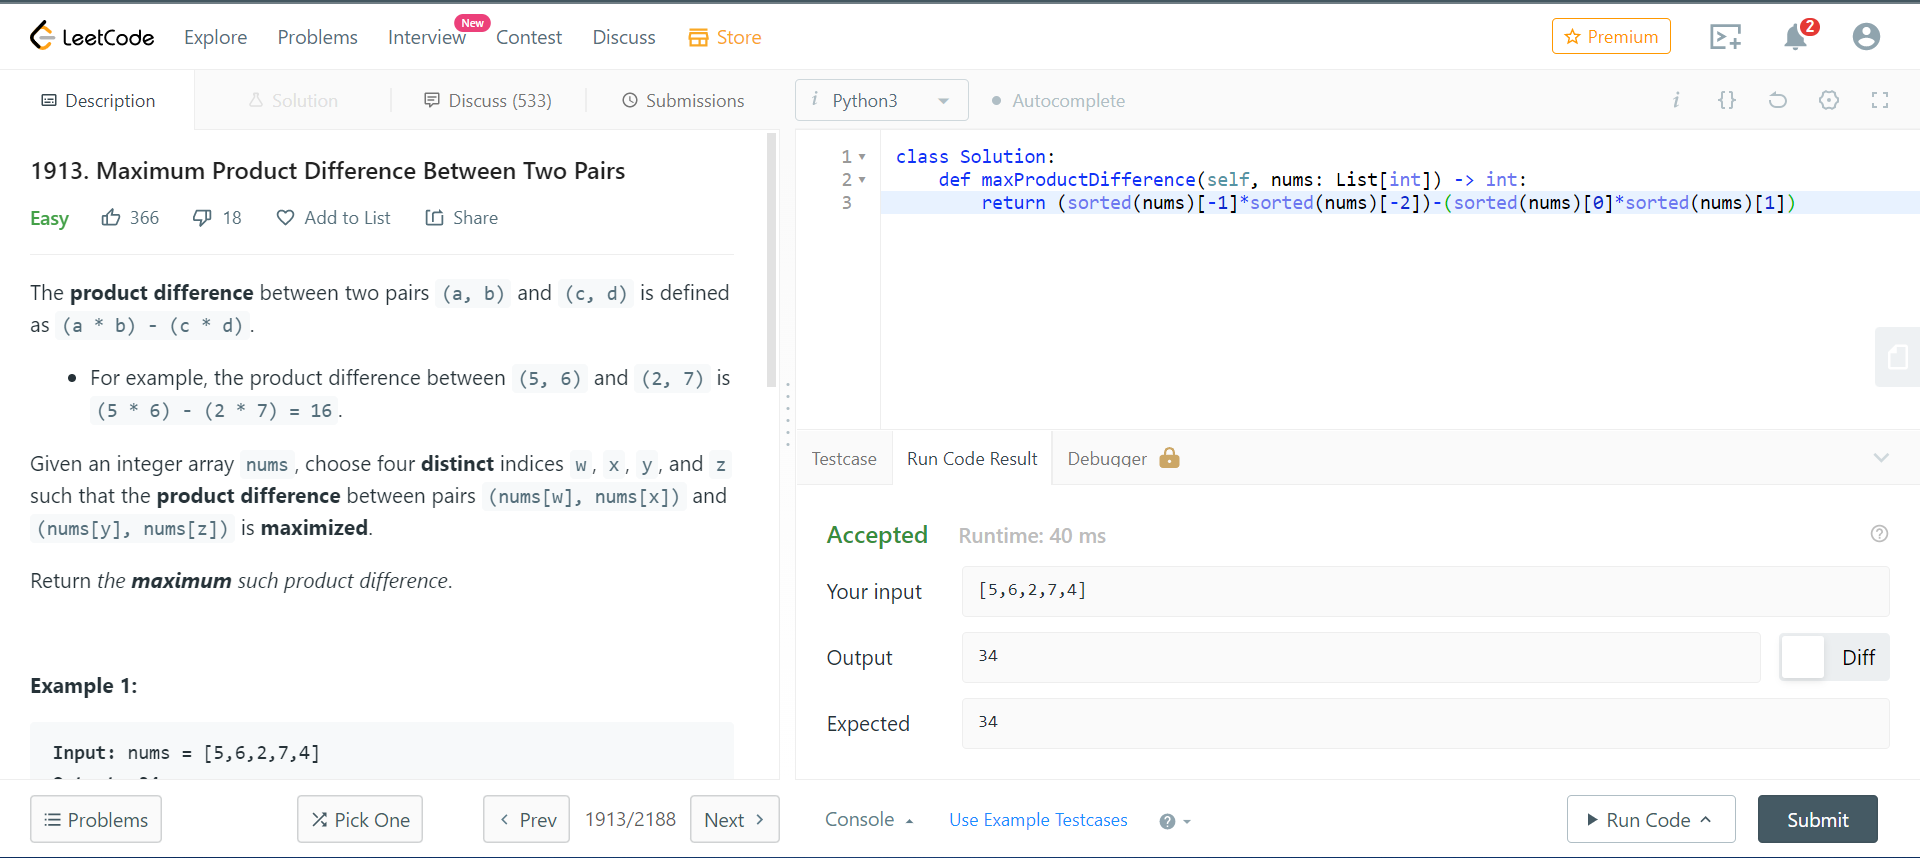 LeetCode Explore Problems Interview New Contest Discuss Store Premium 2
Description Solution Discuss (533) Submissions
i Python3 Autocomplete i {}
1913. Maximum Product Difference Between Two Pairs
Easy 366 18 Add to List Share
The product difference between two pairs (a, b) and (c, d) is defined
as (a * b) - (c * d).
• For example, the product difference between (5, 6) and (2, 7) is
(5 * 6) - (2 * 7) = 16.
Given an integer array nums, choose four distinct indices w, x, y, and z
such that the product difference between pairs (nums[w], nums[x]) and
(nums[y], nums[z]) is maximized.
Return the maximum such product difference.
Example 1:
Input: nums = [5,6,2,7,4]
1 class Solution:
2 def maxProductDifference(self, nums: List[int]) -> int:
3 return (sorted(nums)[-1]*sorted(nums)[-2])-(sorted(nums)[0]*sorted(nums)[1])
Testcase Run Code Result Debugger
Accepted Runtime: 40 ms ?
Your input [5,6,2,7,4]
Output 34 Diff
Expected 34
Problems Pick One Prev 1913/2188 Next
Console Use Example Testcases ? Run Code Submit